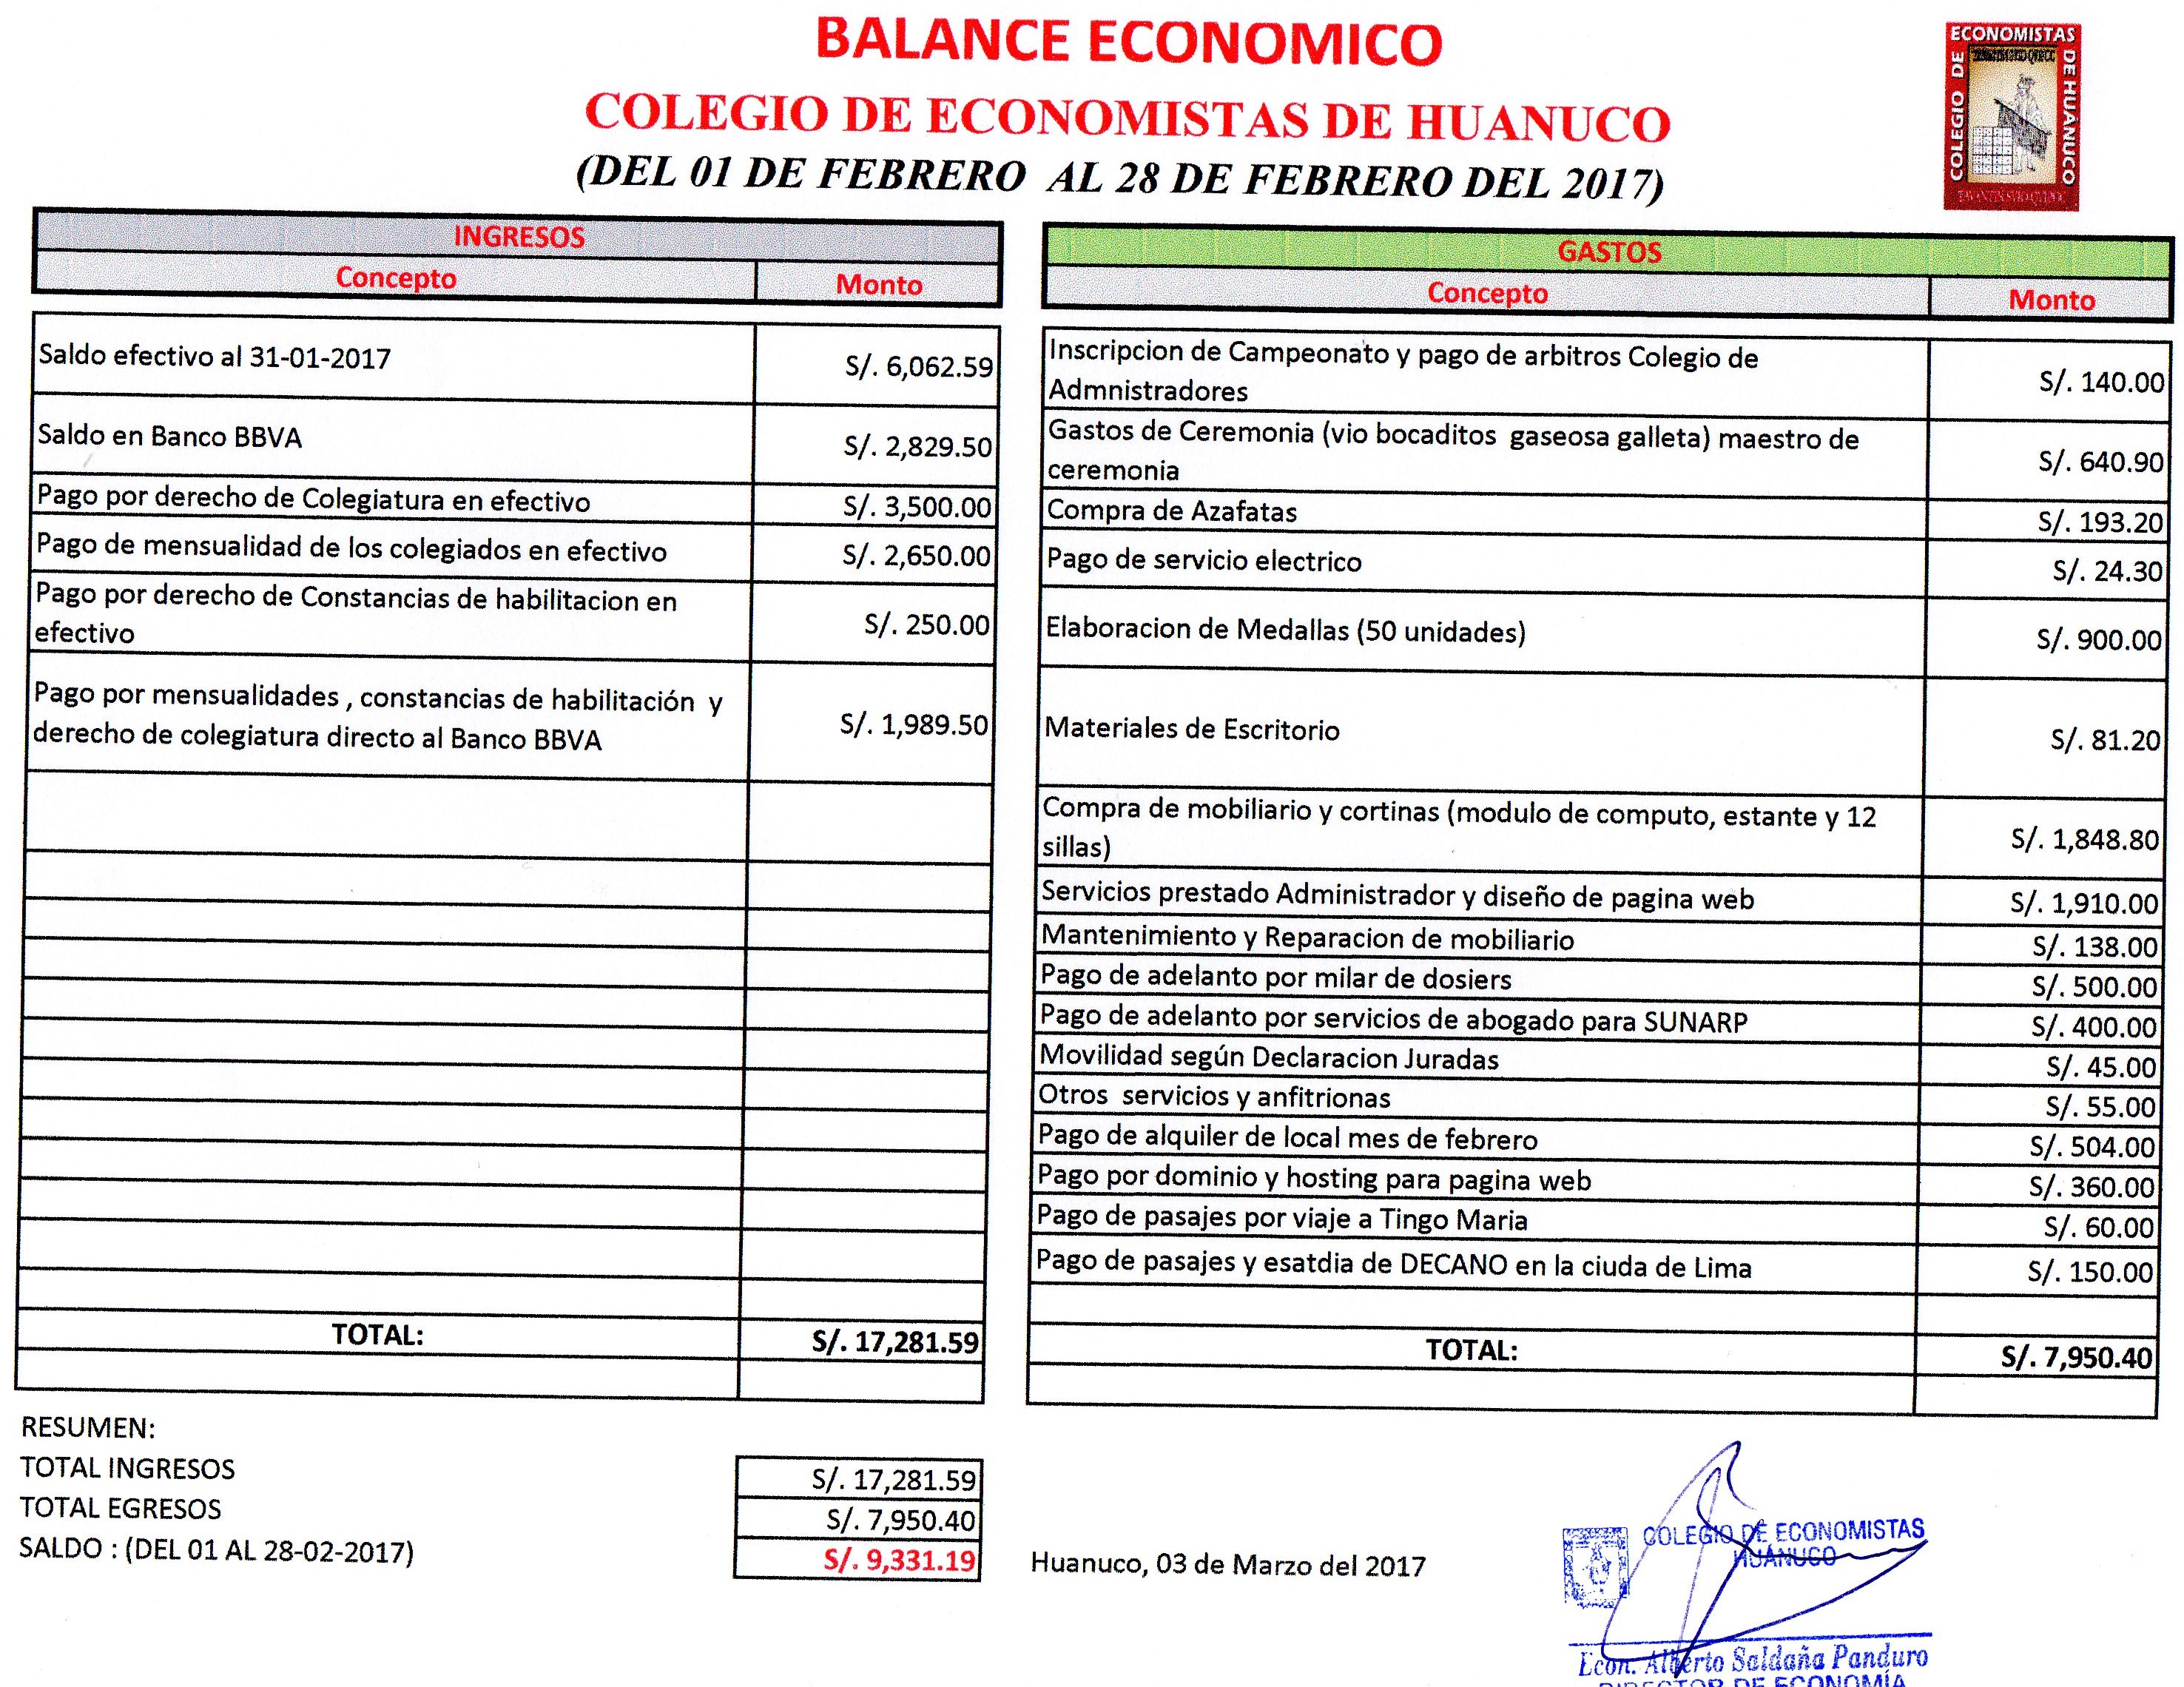 BALANCE ECONOMICO
COLEGIO DE ECONOMISTAS DE HUANUCO
(DEL 01 DE FEBRERO AL 28 DE FEBRERO DEL 2017)
ECONOMISTAS
COLEGIO DE
DE HUÁNUCO
INGRESOS
Concepto Monto
Saldo efectivo al 31-01-2017 S/. 6,062.59
Saldo en Banco BBVA S/. 2,829.50
Pago por derecho de Colegiatura en efectivo S/. 3,500.00
Pago de mensualidad de los colegiados en efectivo S/. 2,650.00
Pago por derecho de Constancias de habilitacion en
efectivo S/. 250.00
Pago por mensualidades , constancias de habilitación y
derecho de colegiatura directo al Banco BBVA S/. 1,989.50
TOTAL: S/. 17,281.59
GASTOS
Concepto Monto
Inscripcion de Campeonato y pago de arbitros Colegio de
Admnistradores S/. 140.00
Gastos de Ceremonia (vio bocaditos gaseosa galleta) maestro de
ceremonia S/. 640.90
Compra de Azafatas S/. 193.20
Pago de servicio electrico S/. 24.30
Elaboracion de Medallas (50 unidades) S/. 900.00
Materiales de Escritorio S/. 81.20
Compra de mobiliario y cortinas (modulo de computo, estante y 12
sillas) S/. 1,848.80
Servicios prestado Administrador y diseño de pagina web S/. 1,910.00
Mantenimiento y Reparacion de mobiliario S/. 138.00
Pago de adelanto por milar de dosiers S/. 500.00
Pago de adelanto por servicios de abogado para SUNARP S/. 400.00
Movilidad según Declaracion Juradas S/. 45.00
Otros servicios y anfitrionas S/. 55.00
Pago de alquiler de local mes de febrero S/. 504.00
Pago por dominio y hosting para pagina web S/. 360.00
Pago de pasajes por viaje a Tingo Maria S/. 60.00
Pago de pasajes y esatdia de DECANO en la ciuda de Lima S/. 150.00
TOTAL: S/. 7,950.40
RESUMEN:
TOTAL INGRESOS S/. 17,281.59
TOTAL EGRESOS S/. 7,950.40
SALDO : (DEL 01 AL 28-02-2017) S/. 9,331.19
Huanuco, 03 de Marzo del 2017
COLEGIO DE ECONOMISTAS
HUÁNUCO
Econ. Alberto Saldaña Panduro
DIRECTOR DE ECONOMÍA